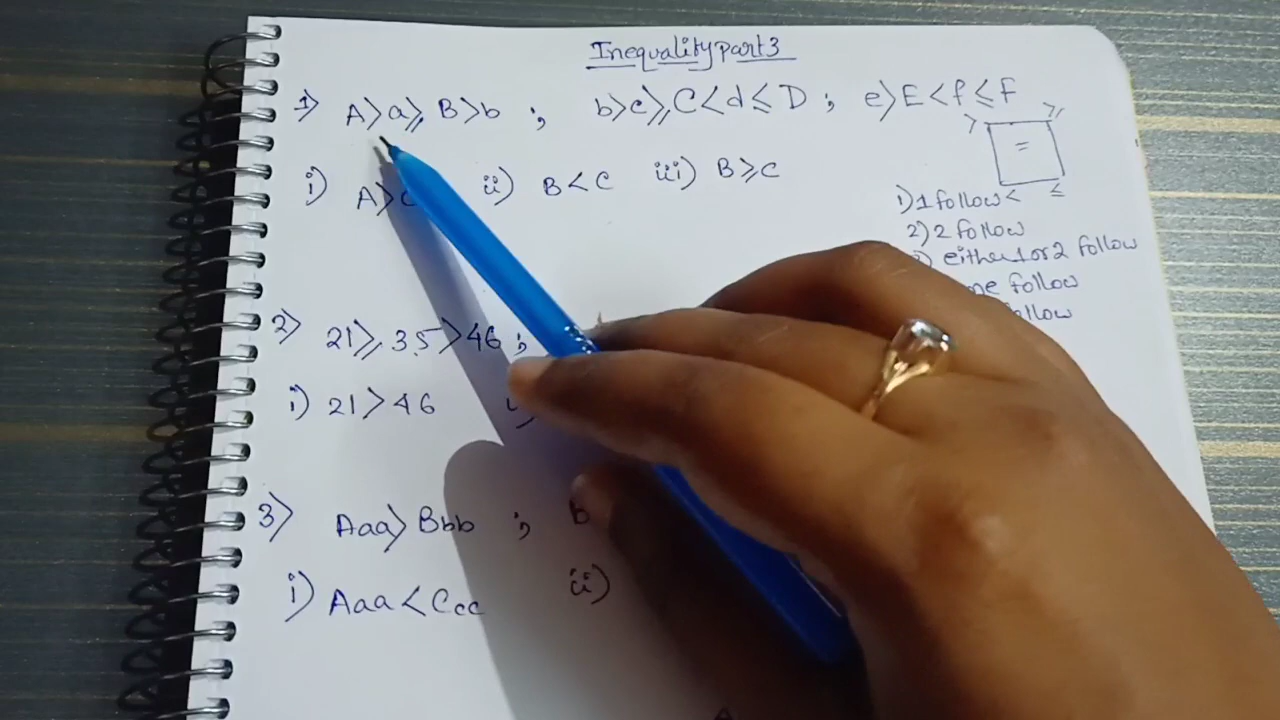 Inequality part 3
1) A>a≥B>b ; b>c≥C<d≤D ; e>E<f≤F
> ≥
=
< ≤
i) A>C ii) B<C iii) B≥C
1) 1 follow
2) 2 follow
either 1 or 2 follow
follow
2) 21≥35>46 ;
i) 21>46
3) Aaa>Bbb ; B
i) Aaa<Ccc ii)